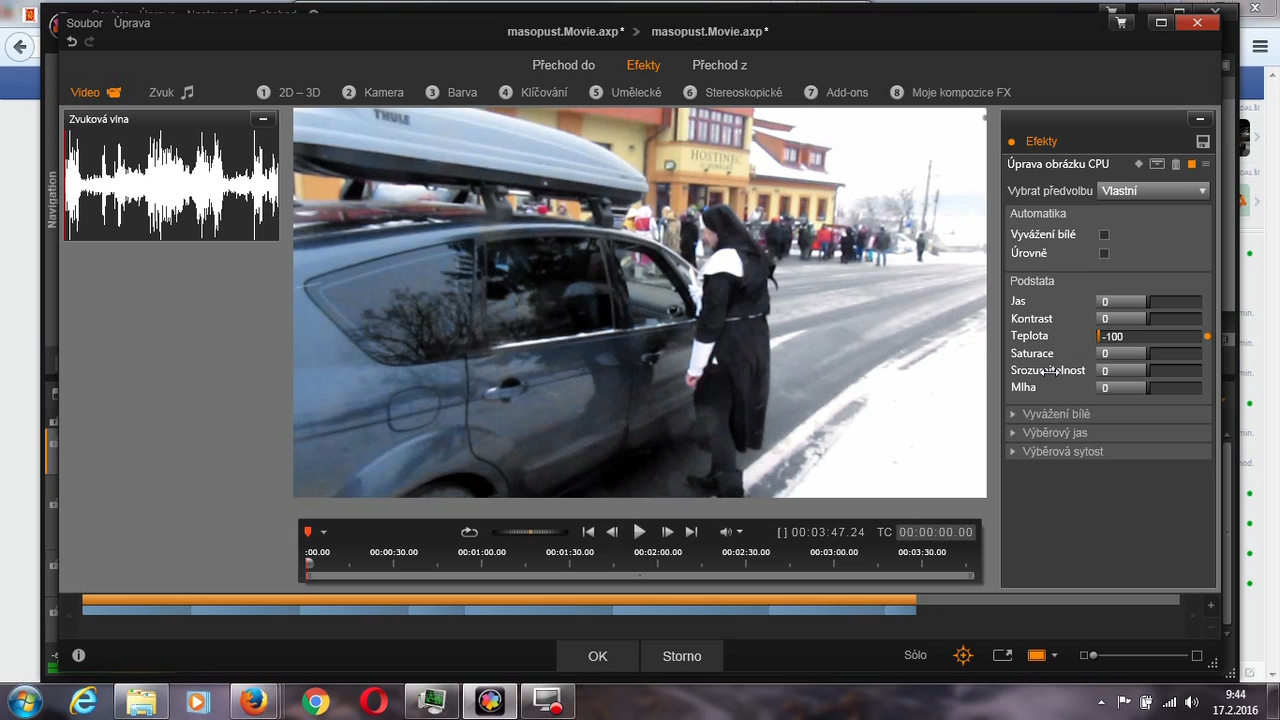 Soubor Úprava
masopust.Movie.axp* > masopust.Movie.axp*
Přechod do Efekty Přechod z
Video Zvuk 1 2D – 3D 2 Kamera 3 Barva 4 Klíčování 5 Umělecké 6 Stereoskopické 7 Add-ons 8 Moje kompozice FX
Zvuková vlna
Navigation
THULE
HOSTINEC
Efekty
Úprava obrázku CPU
Vybrat předvolbu Vlastní
Automatika
Vyvážení bílé
Úrovně
Podstata
Jas 0
Kontrast 0
Teplota -100
Saturace 0
Srozumitelnost 0
Mlha 0
Vyvážení bílé
Výběrový jas
Výběrová sytost
[ ] 00:03:47.24 TC 00:00:00.00
:00.00 00:00:30.00 00:01:00.00 00:01:30.00 00:02:00.00 00:02:30.00 00:03:00.00 00:03:30.00
OK Storno Sólo
9:44
17.2.2016